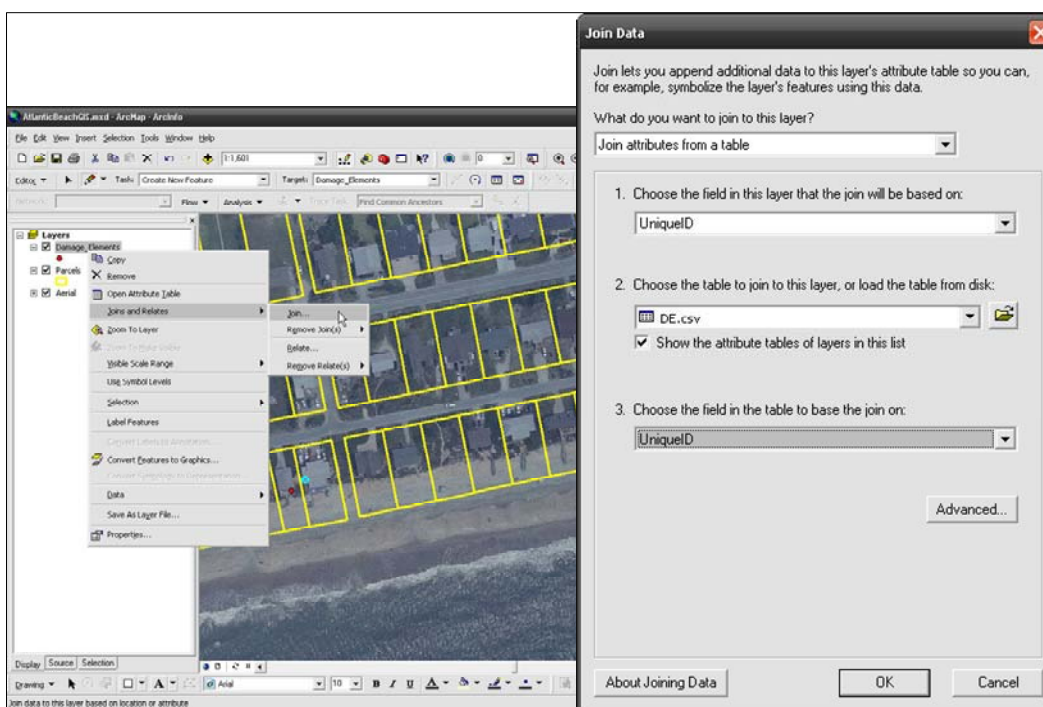 AtlanticBeachGIS.mxd - ArcMap - ArcInfo
File Edit View Insert Selection Tools Window Help
1:1,601
Editor Task: Create New Feature Target: Damage_Elements
Flow Analysis Trace Task: Find Common Ancestors
Layers
Damage_Elements
Parcels
Aerial
Copy
Remove
Open Attribute Table
Joins and Relates
Zoom To Layer
Zoom To Make Visible
Visible Scale Range
Use Symbol Levels
Selection
Label Features
Convert Labels to Annotation...
Convert Features to Graphics...
Convert Symbology to Representation...
Data
Save As Layer File...
Properties...
Join...
Remove Join(s)
Relate...
Remove Relate(s)
Display Source Selection
Drawing A Arial 10 B I U A
Join data to this layer based on location or attribute
Join Data
Join lets you append additional data to this layer's attribute table so you can,
for example, symbolize the layer's features using this data.
What do you want to join to this layer?
Join attributes from a table
1. Choose the field in this layer that the join will be based on:
UniqueID
2. Choose the table to join to this layer, or load the table from disk:
DE.csv
Show the attribute tables of layers in this list
3. Choose the field in the table to base the join on:
UniqueID
Advanced...
About Joining Data
OK
Cancel